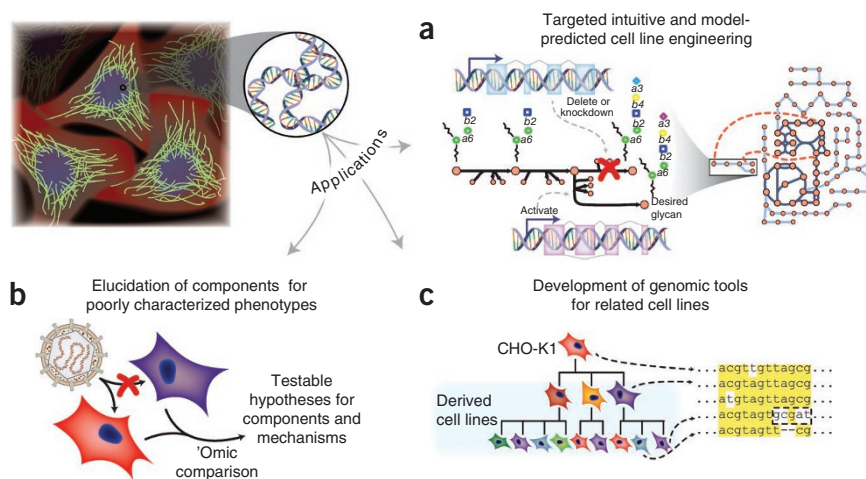 a
Targeted intuitive and model-
predicted cell line engineering
Applications
Delete or
knockdown
b2
a6
b2
a6
a3
b4
b2
a6
a3
b4
b2
a6
Desired
glycan
Activate
b
Elucidation of components for
poorly characterized phenotypes
Testable
hypotheses for
components and
mechanisms
'Omic
comparison
c
Development of genomic tools
for related cell lines
CHO-K1
Derived
cell lines
... acgttgttagcg ...
... acgtagttagcg ...
... atgtagttagcg ...
... acgtagttgcgat ...
... acgtagtt--cg ...